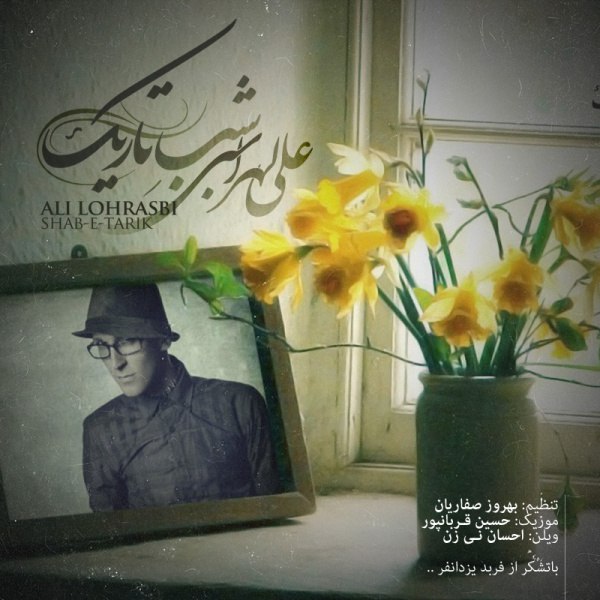 شب تاریک
علی لهراسبی
ALI LOHRASBI
SHAB-E-TARIK
تنظیم: بهروز صفاریان
موزیک: حسین قربانپور
ویلن: احسان نی زن
باتشکر از فربد یزدانفر ..